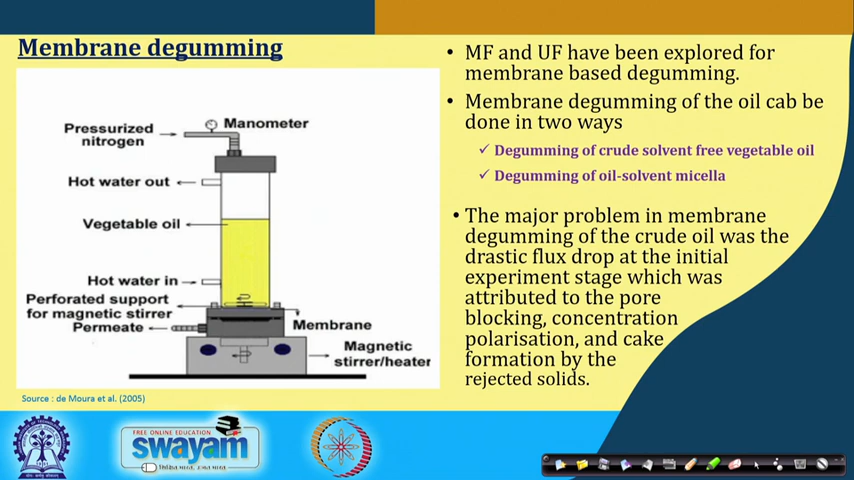 Membrane degumming
Pressurized
nitrogen
Manometer
Hot water out
Vegetable oil
Hot water in
Perforated support
for magnetic stirrer
Permeate
Membrane
Magnetic
stirrer/heater
Source : de Moura et al. (2005)
• MF and UF have been explored for
membrane based degumming.
• Membrane degumming of the oil cab be
done in two ways
✓ Degumming of crude solvent free vegetable oil
✓ Degumming of oil-solvent micella
• The major problem in membrane
degumming of the crude oil was the
drastic flux drop at the initial
experiment stage which was
attributed to the pore
blocking, concentration
polarisation, and cake
formation by the
rejected solids.
FREE ONLINE EDUCATION
swayam